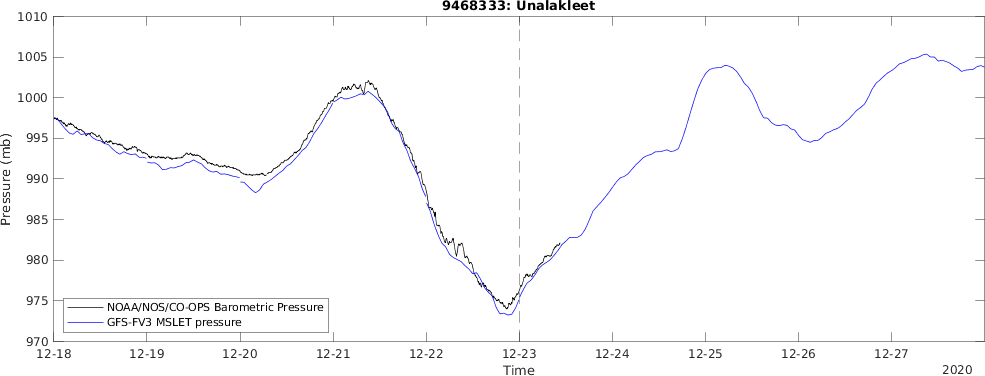 9468333: Unalakleet
1010
1005
1000
995
990
985
980
975
970
Pressure (mb)
NOAA/NOS/CO-OPS Barometric Pressure
GFS-FV3 MSLET pressure
12-18 12-19 12-20 12-21 12-22 12-23 12-24 12-25 12-26 12-27
Time
2020